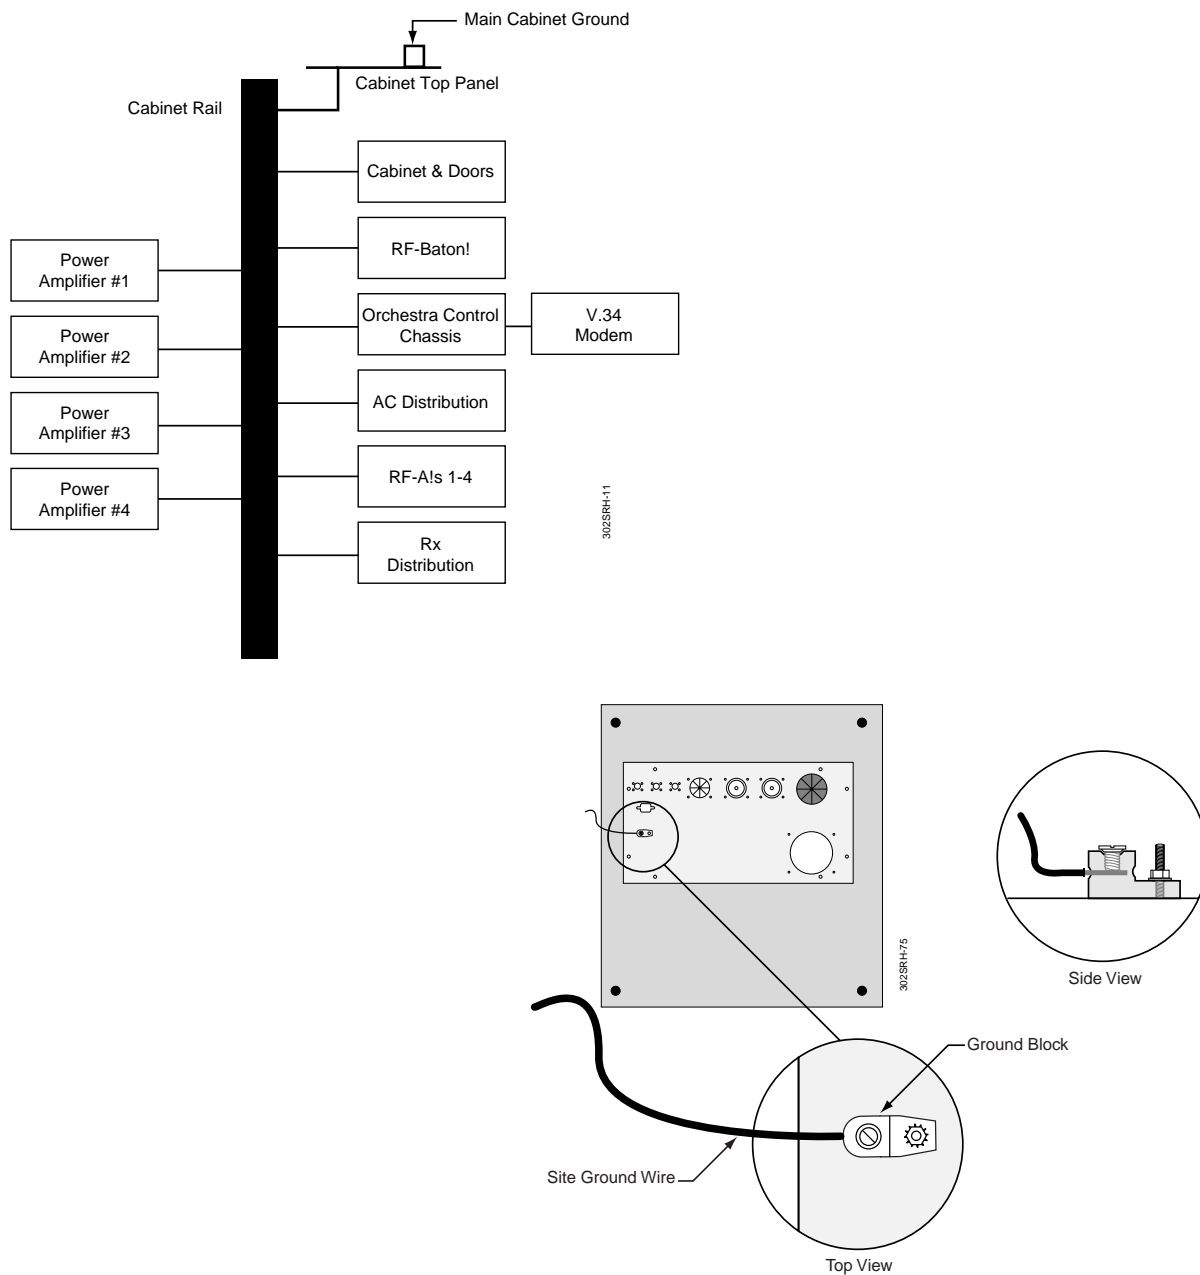 Main Cabinet Ground
Cabinet Top Panel
Cabinet Rail
Cabinet & Doors
RF-Baton!
Power
Amplifier #1
Orchestra Control
Chassis
V.34
Modem
Power
Amplifier #2
AC Distribution
Power
Amplifier #3
RF-A!s 1-4
Power
Amplifier #4
Rx
Distribution
302SRH-11
302SRH-75
Side View
Ground Block
Site Ground Wire
Top View